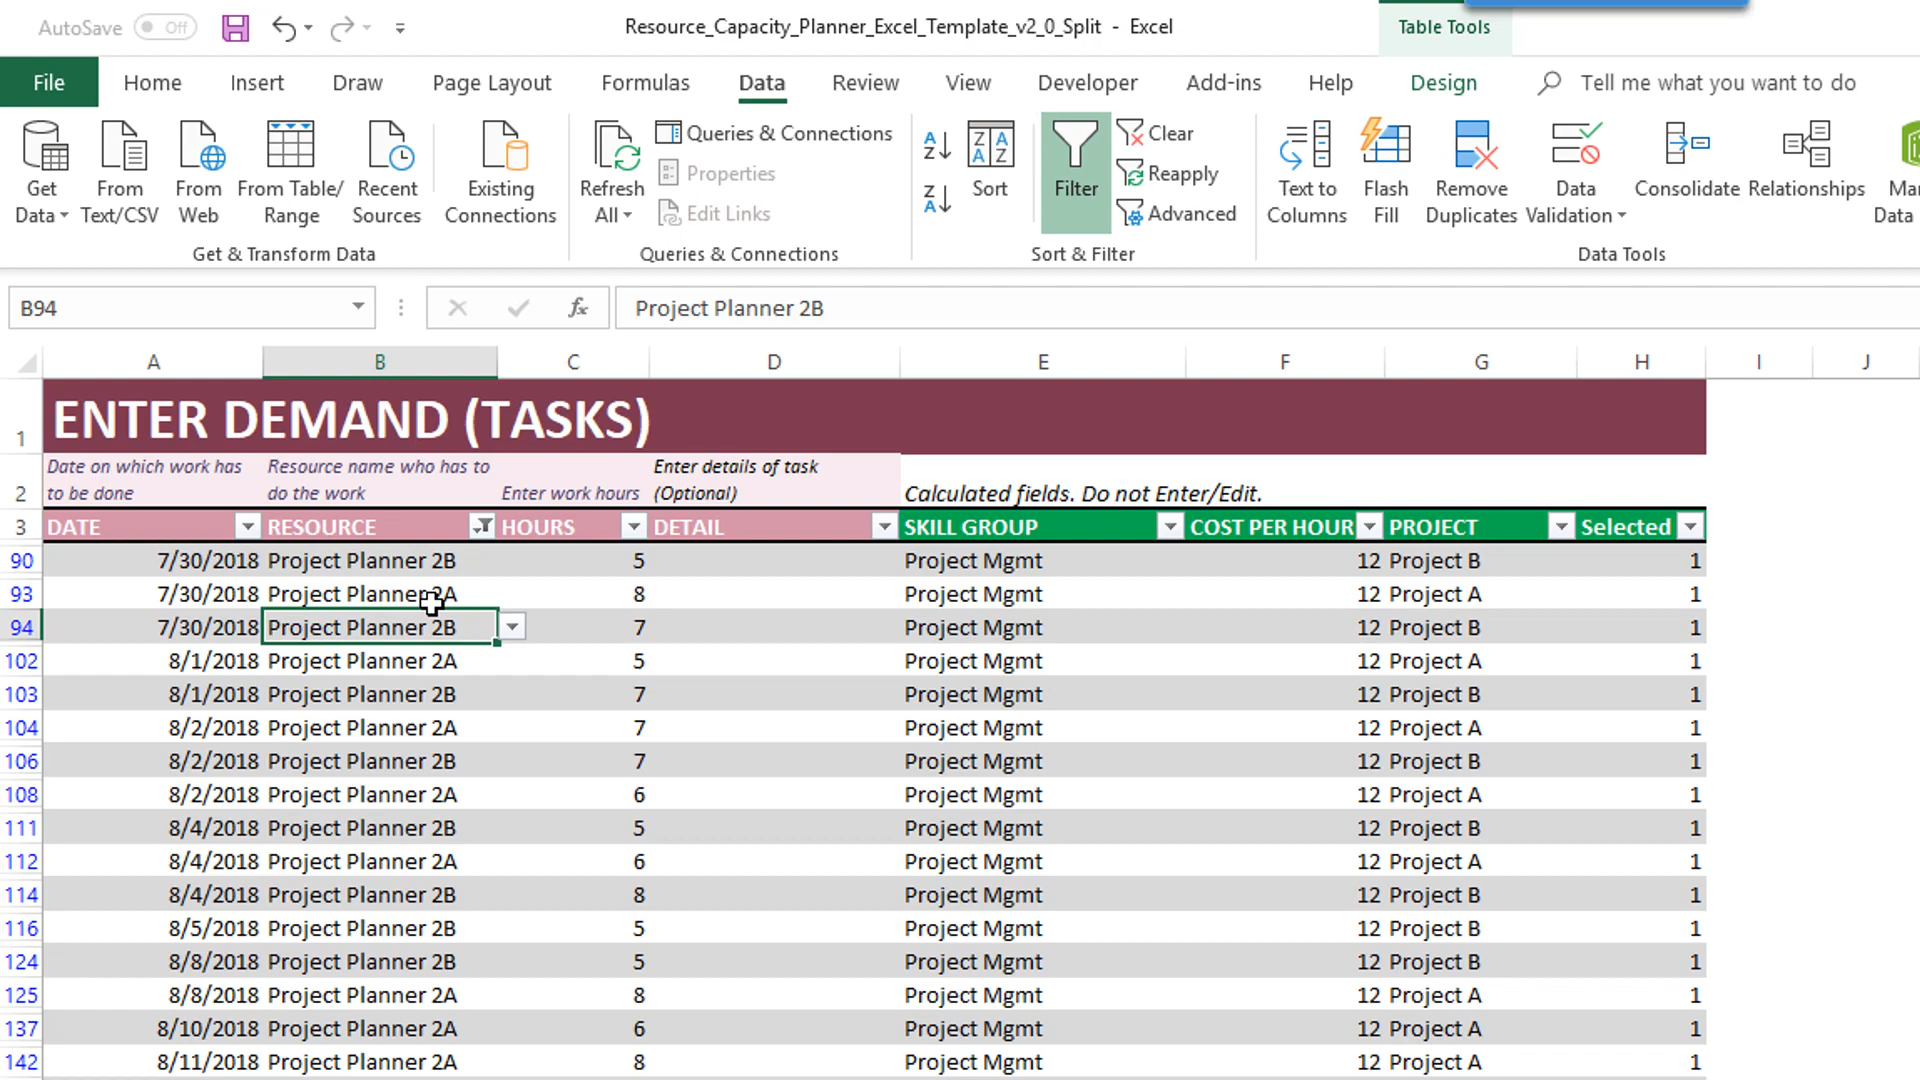 AutoSave Off Resource_Capacity_Planner_Excel_Template_v2_0_Split - Excel Table Tools
File Home Insert Draw Page Layout Formulas Data Review View Developer Add-ins Help Design Tell me what you want to do
Get Data From Text/CSV From Web From Table/ Range Recent Sources Existing Connections Refresh All Queries & Connections Properties Edit Links Sort Filter Clear Reapply Advanced Text to Columns Flash Fill Remove Duplicates Data Validation Consolidate Relationships Data
Get & Transform Data Queries & Connections Sort & Filter Data Tools
B94 fx Project Planner 2B
A B C D E F G H I J
1 ENTER DEMAND (TASKS)
2 Date on which work has to be done Resource name who has to do the work Enter work hours Enter details of task (Optional) Calculated fields. Do not Enter/Edit.
3 DATE RESOURCE HOURS DETAIL SKILL GROUP COST PER HOUR PROJECT Selected
90 7/30/2018 Project Planner 2B 5 Project Mgmt 12 Project B 1
93 7/30/2018 Project Planner 2A 8 Project Mgmt 12 Project A 1
94 7/30/2018 Project Planner 2B 7 Project Mgmt 12 Project B 1
102 8/1/2018 Project Planner 2A 5 Project Mgmt 12 Project A 1
103 8/1/2018 Project Planner 2B 7 Project Mgmt 12 Project B 1
104 8/2/2018 Project Planner 2A 7 Project Mgmt 12 Project A 1
106 8/2/2018 Project Planner 2B 7 Project Mgmt 12 Project B 1
108 8/2/2018 Project Planner 2A 6 Project Mgmt 12 Project A 1
111 8/4/2018 Project Planner 2B 5 Project Mgmt 12 Project B 1
112 8/4/2018 Project Planner 2A 6 Project Mgmt 12 Project A 1
114 8/4/2018 Project Planner 2B 8 Project Mgmt 12 Project B 1
116 8/5/2018 Project Planner 2B 5 Project Mgmt 12 Project B 1
124 8/8/2018 Project Planner 2B 5 Project Mgmt 12 Project B 1
125 8/8/2018 Project Planner 2A 8 Project Mgmt 12 Project A 1
137 8/10/2018 Project Planner 2A 6 Project Mgmt 12 Project A 1
142 8/11/2018 Project Planner 2A 8 Project Mgmt 12 Project A 1